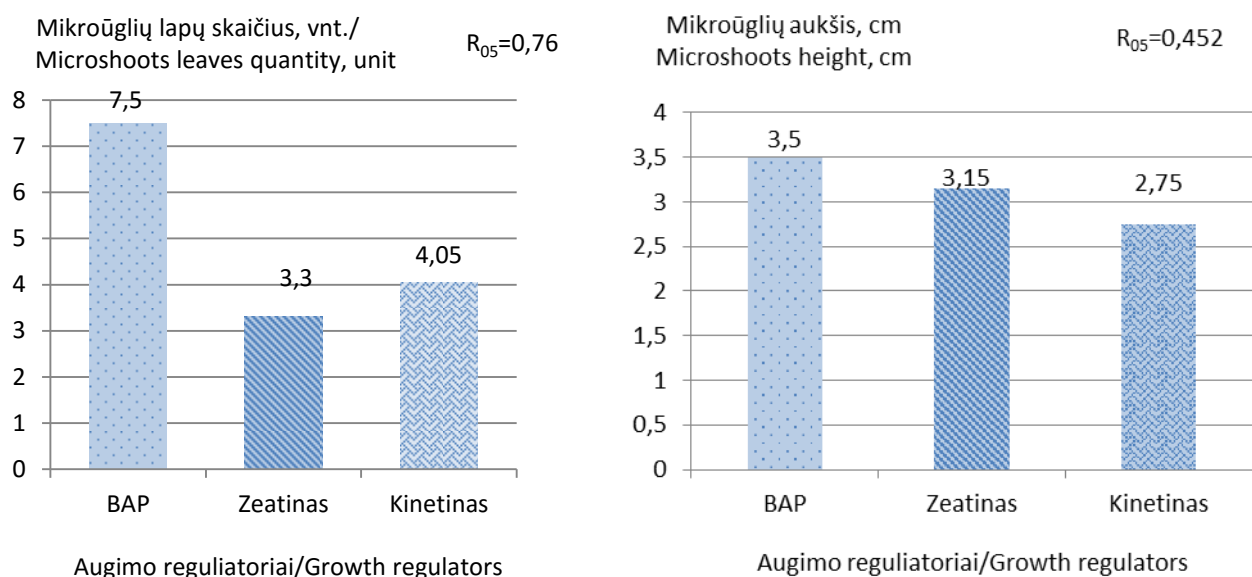 Mikroūglių lapų skaičius, vnt./
Microshoots leaves quantity, unit
R05=0,76
8
7
6
5
4
3
2
1
0
7,5
3,3
4,05
BAP Zeatinas Kinetinas
Augimo reguliatoriai/Growth regulators
Mikroūglių aukšis, cm
Microshoots height, cm
R05=0,452
4
3,5
3
2,5
2
1,5
1
0,5
0
3,5
3,15
2,75
BAP Zeatinas Kinetinas
Augimo reguliatoriai/Growth regulators